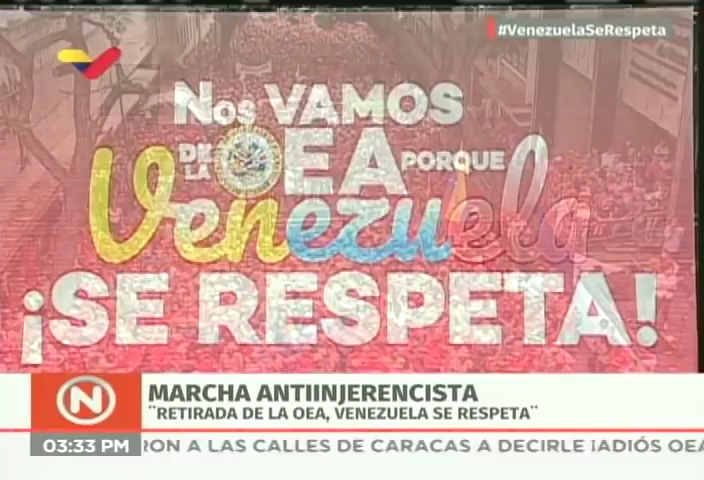 #VenezuelaSeRespeta
Nos VAMOS
DE LA OEA PORQUE
Venezuela
¡SE RESPETA!
MARCHA ANTIINJERENCISTA
¨RETIRADA DE LA OEA, VENEZUELA SE RESPETA¨
03:33 PM RON A LAS CALLES DE CARACAS A DECIRLE ¡ADIÓS OEA